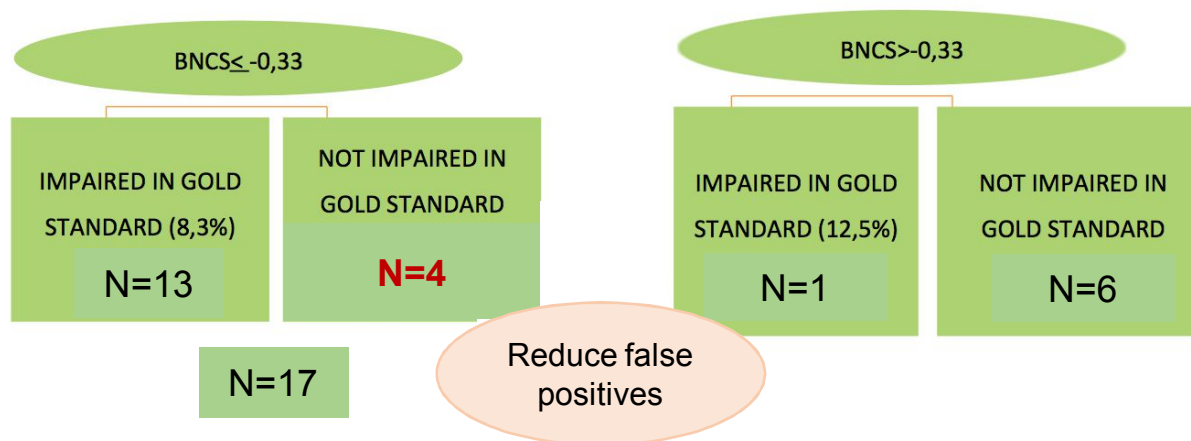 BNCS≤ -0,33
IMPAIRED IN GOLD
STANDARD (8,3%)
N=13
NOT IMPAIRED IN
GOLD STANDARD
N=4
N=17
Reduce false
positives
BNCS>-0,33
IMPAIRED IN GOLD
STANDARD (12,5%)
N=1
NOT IMPAIRED IN
GOLD STANDARD
N=6